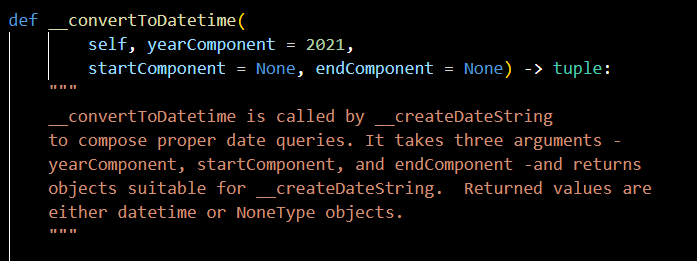 def __convertToDatetime(
self, yearComponent = 2021,
startComponent = None, endComponent = None) -> tuple:
"""
__convertToDatetime is called by __createDateString
to compose proper date queries. It takes three arguments -
yearComponent, startComponent, and endComponent -and returns
objects suitable for __createDateString.  Returned values are
either datetime or NoneType objects.
"""